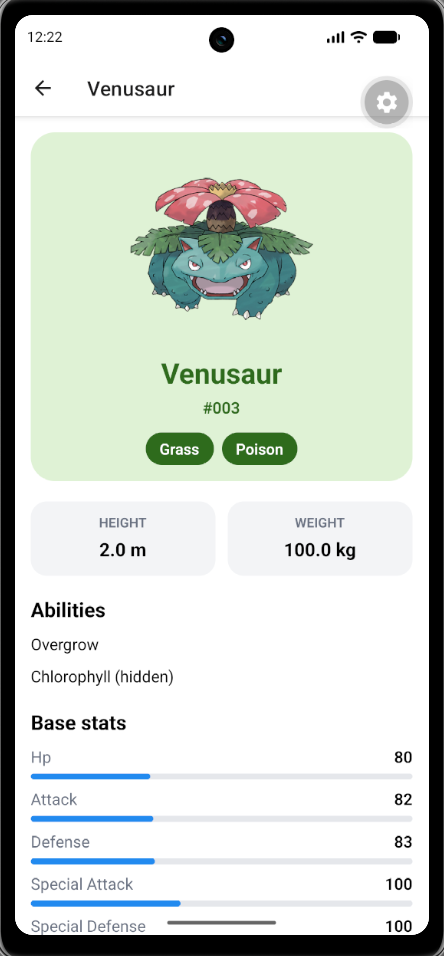 12:22
Venusaur
Venusaur
#003
Grass Poison
HEIGHT WEIGHT
2.0 m 100.0 kg
Abilities
Overgrow
Chlorophyll (hidden)
Base stats
Hp 80
Attack 82
Defense 83
Special Attack 100
Special Defense 100